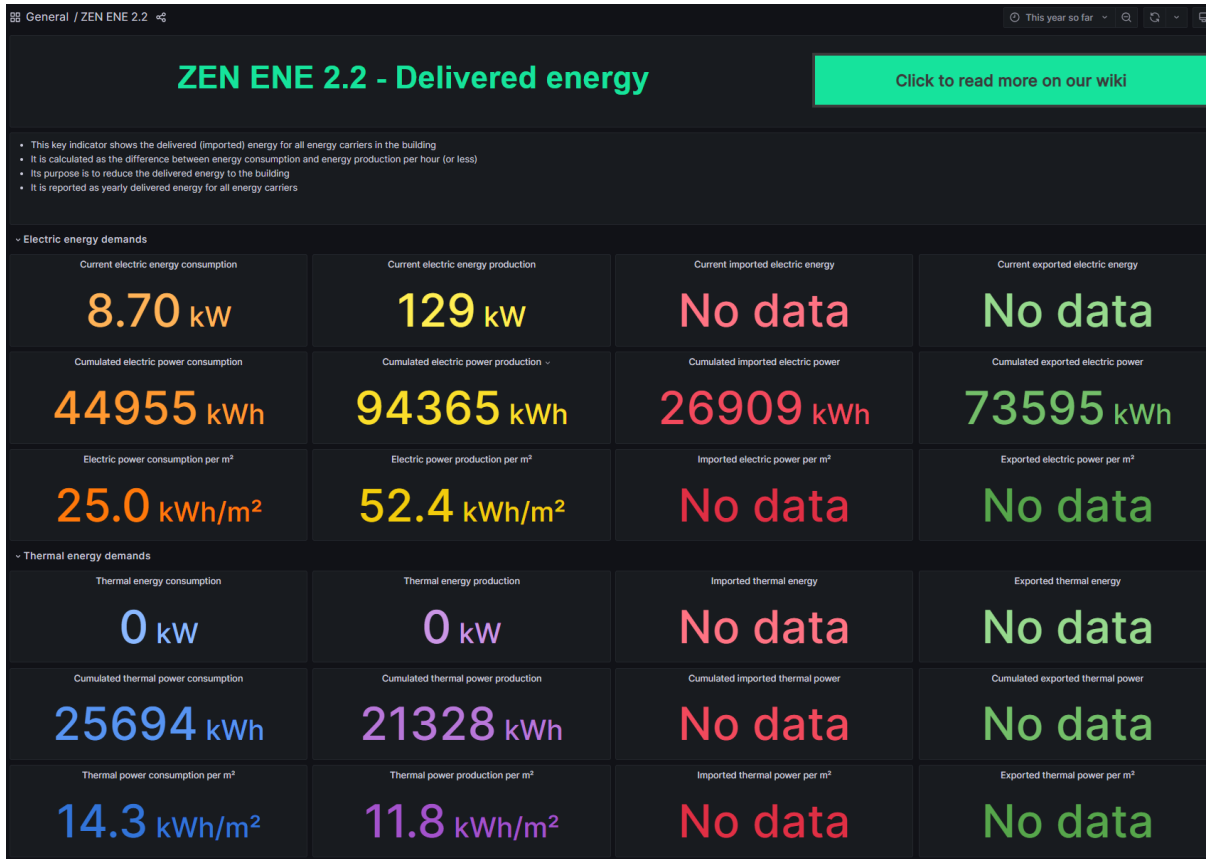 General / ZEN ENE 2.2
This year so far
ZEN ENE 2.2 - Delivered energy
Click to read more on our wiki
This key indicator shows the delivered (imported) energy for all energy carriers in the building
It is calculated as the difference between energy consumption and energy production per hour (or less)
Its purpose is to reduce the delivered energy to the building
It is reported as yearly delivered energy for all energy carriers
Electric energy demands
Current electric energy consumption
8.70 kW
Current electric energy production
129 kW
Current imported electric energy
No data
Current exported electric energy
No data
Cumulated electric power consumption
44955 kWh
Cumulated electric power production
94365 kWh
Cumulated imported electric power
26909 kWh
Cumulated exported electric power
73595 kWh
Electric power consumption per m²
25.0 kWh/m²
Electric power production per m²
52.4 kWh/m²
Imported electric power per m²
No data
Exported electric power per m²
No data
Thermal energy demands
Thermal energy consumption
0 kW
Thermal energy production
0 kW
Imported thermal energy
No data
Exported thermal energy
No data
Cumulated thermal power consumption
25694 kWh
Cumulated thermal power production
21328 kWh
Cumulated imported thermal power
No data
Cumulated exported thermal power
No data
Thermal power consumption per m²
14.3 kWh/m²
Thermal power production per m²
11.8 kWh/m²
Imported thermal power per m²
No data
Exported thermal power per m²
No data